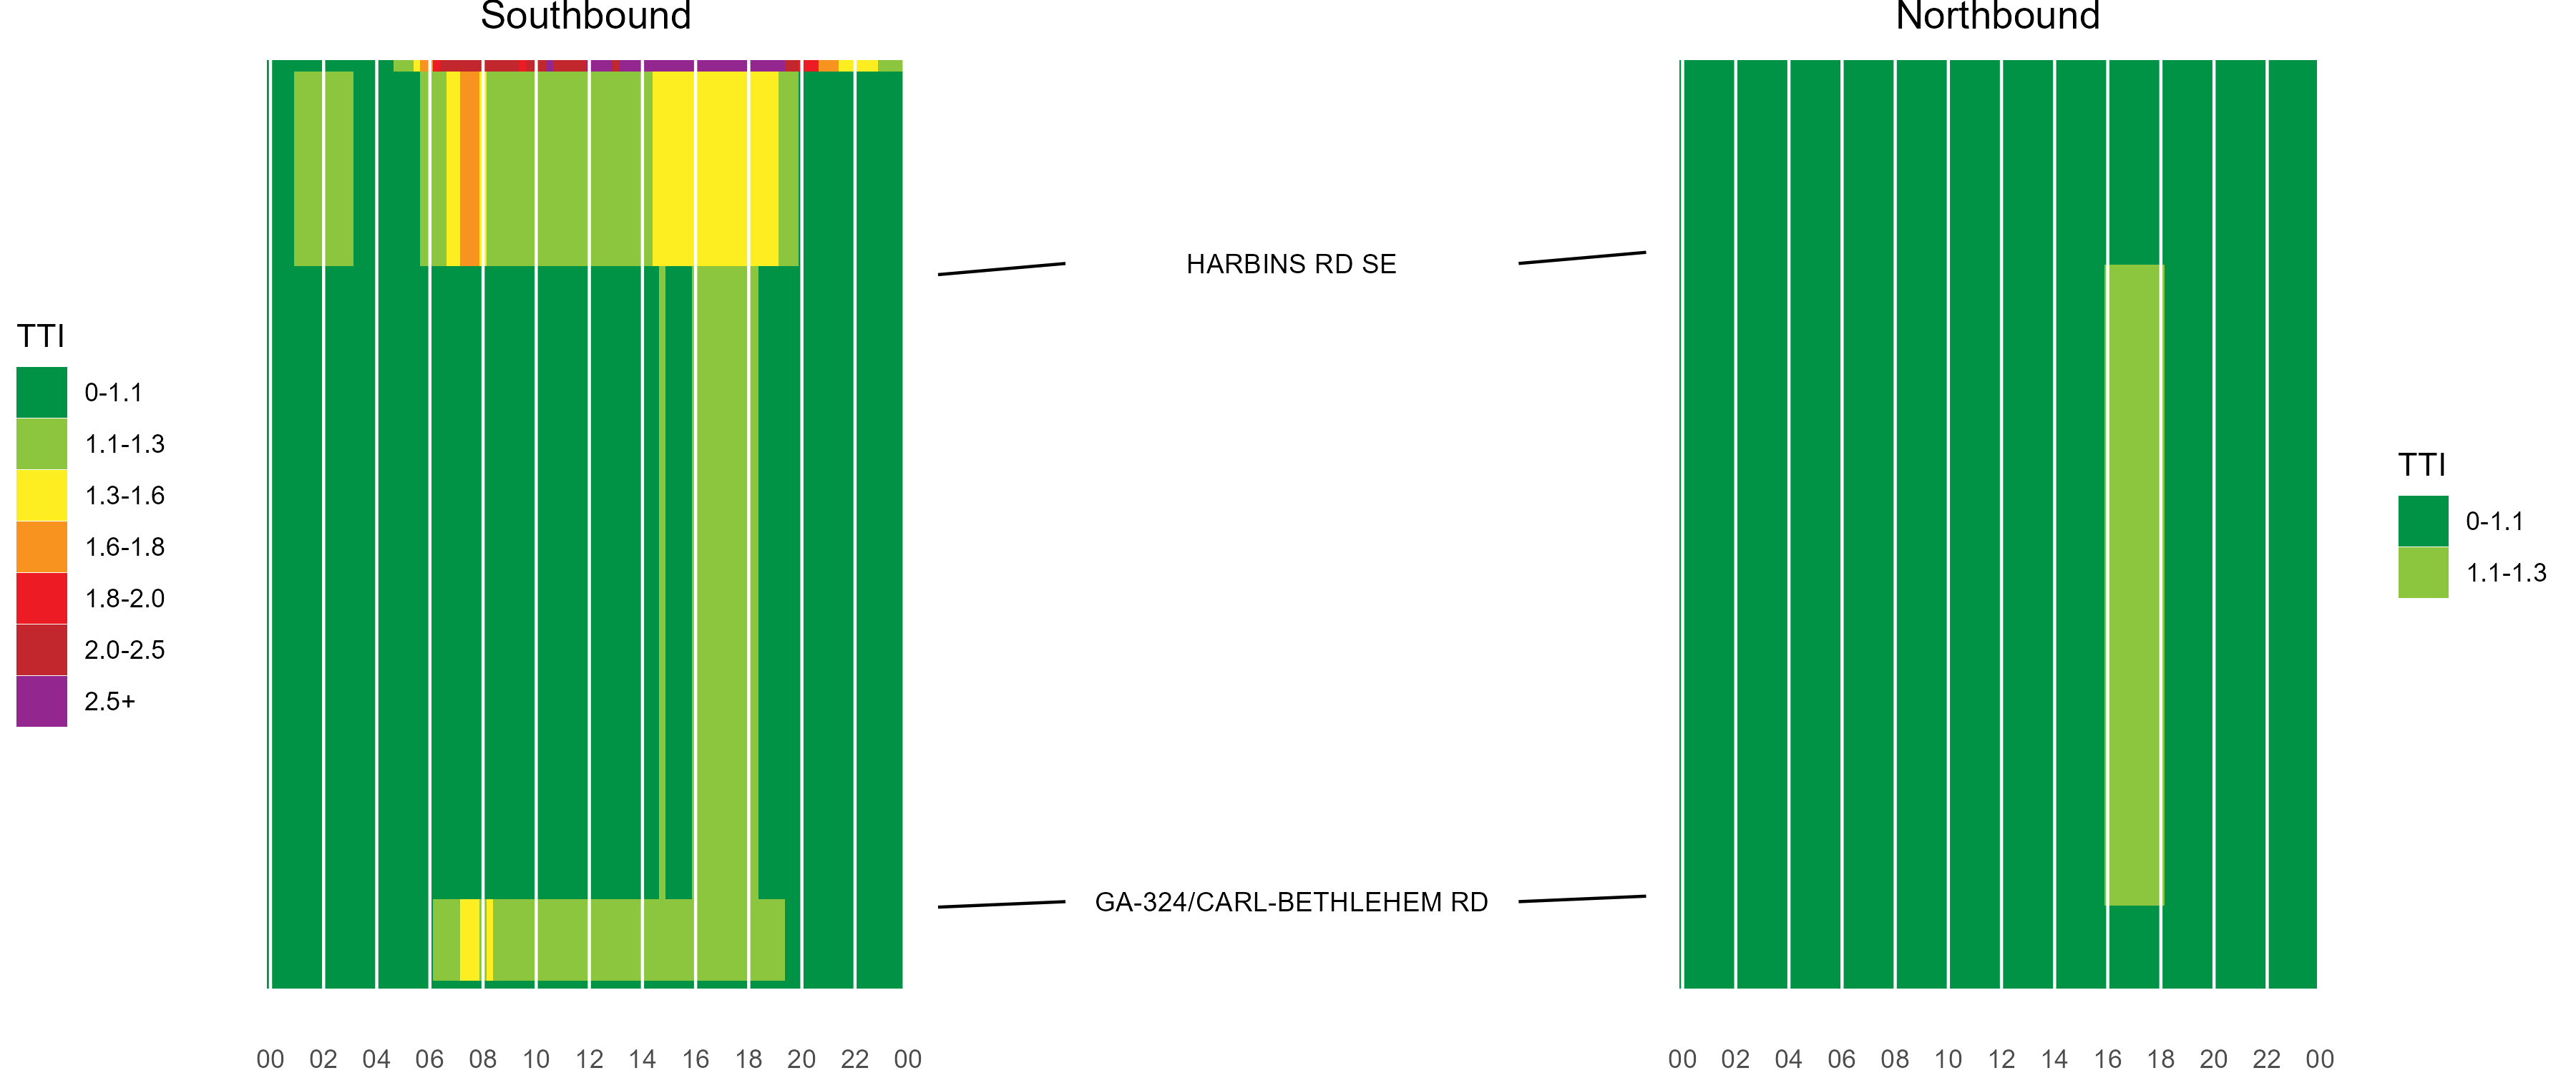 Southbound
Northbound
HARBINS RD SE
TTI
0-1.1
1.1-1.3
1.3-1.6
1.6-1.8
1.8-2.0
2.0-2.5
2.5+
TTI
0-1.1
1.1-1.3
GA-324/CARL-BETHLEHEM RD
00 02 04 06 08 10 12 14 16 18 20 22 00
00 02 04 06 08 10 12 14 16 18 20 22 00